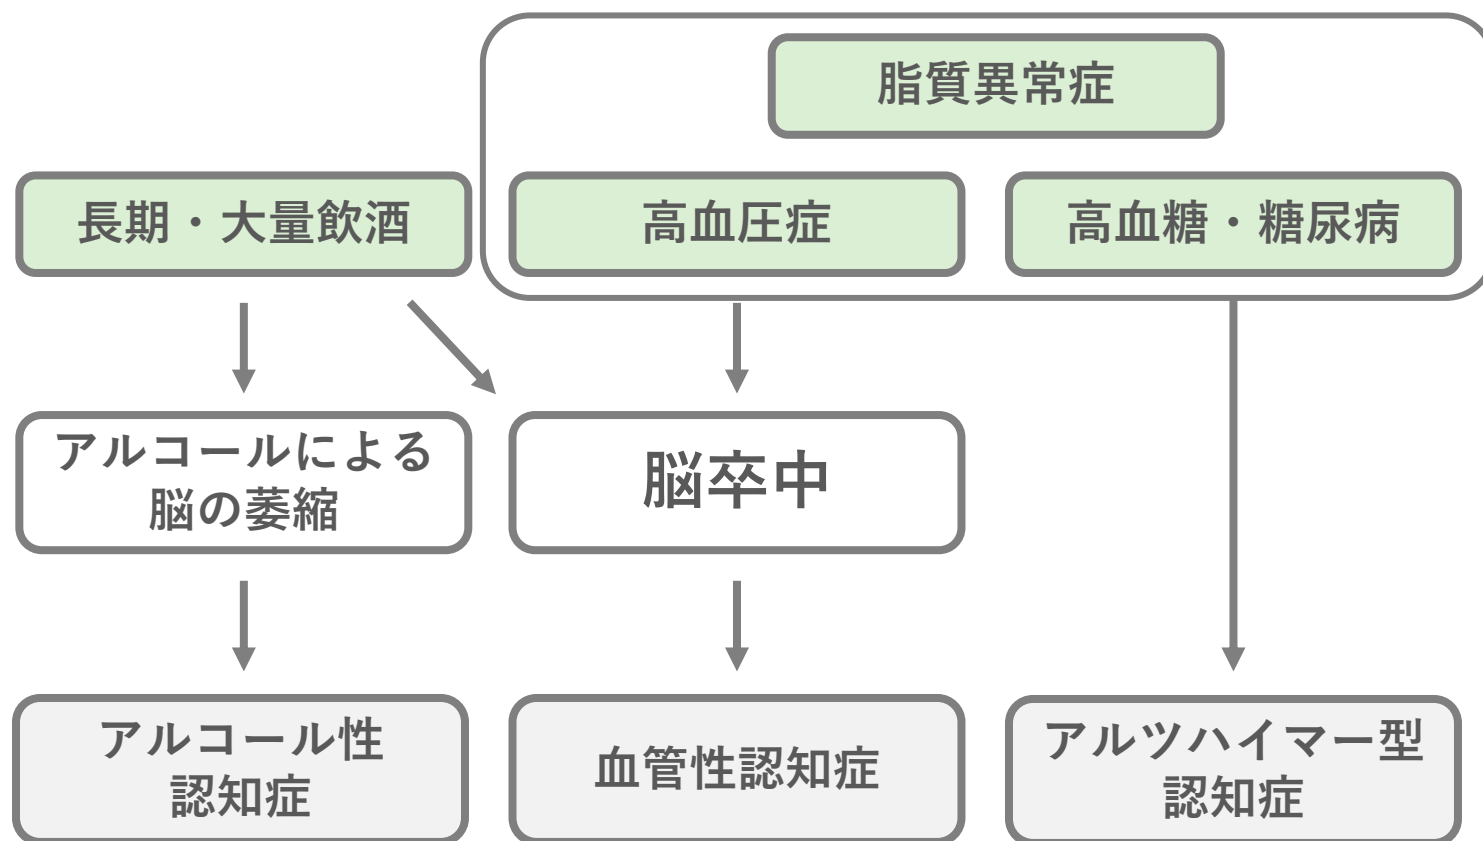 脂質異常症
長期・大量飲酒
高血圧症
高血糖・糖尿病
アルコールによる
脳の萎縮
脳卒中
アルコール性
認知症
血管性認知症
アルツハイマー型
認知症